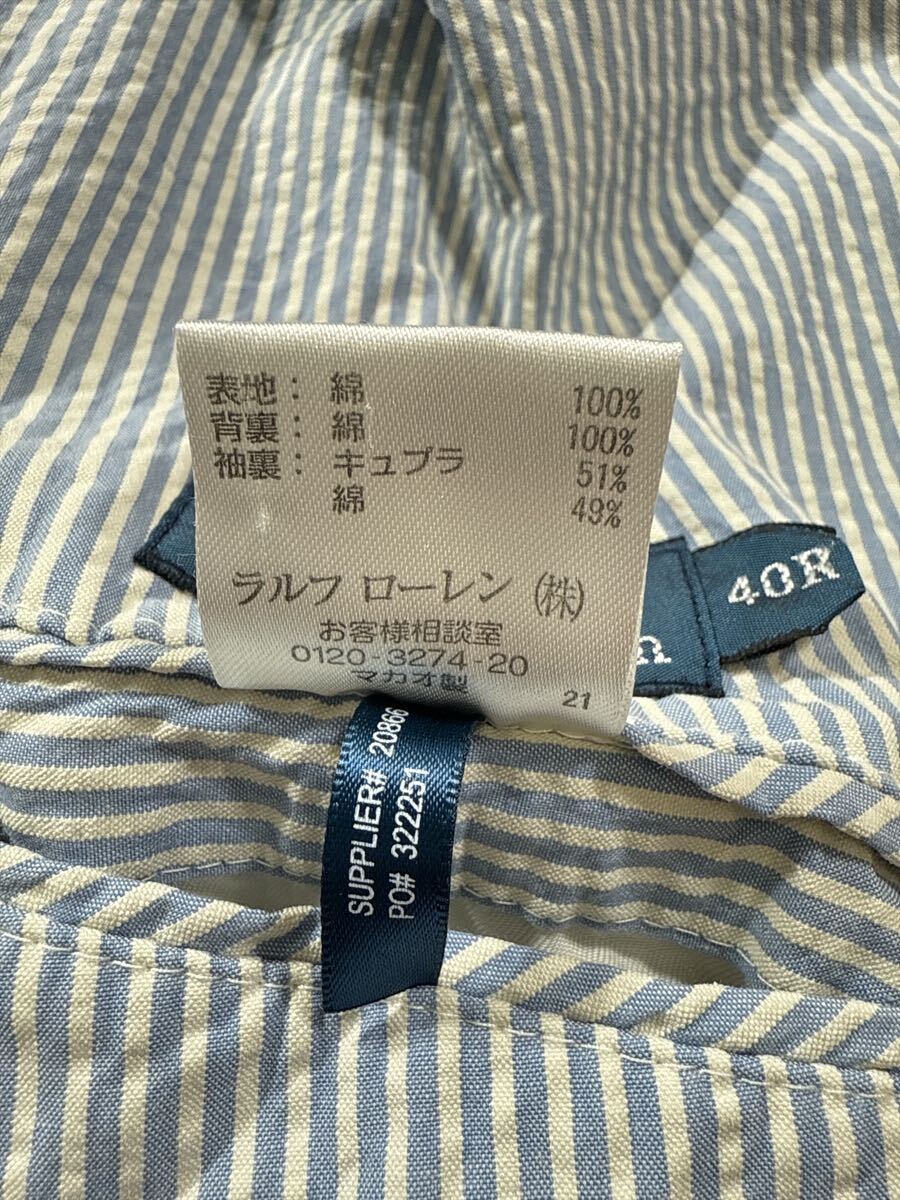 表地： 綿 100%
背裏： 綿 100%
袖裏： キュプラ 51%
綿 49%
ラルフ ローレン (株)
お客様相談室
0120-3274-20
マカオ製
21
40R
SUPPLIER# 20866
PO# 322251